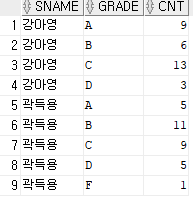 SNAME GRADE CNT
1 강아영 A 9
2 강아영 B 6
3 강아영 C 13
4 강아영 D 3
5 곽득용 A 5
6 곽득용 B 11
7 곽득용 C 9
8 곽득용 D 5
9 곽득용 F 1